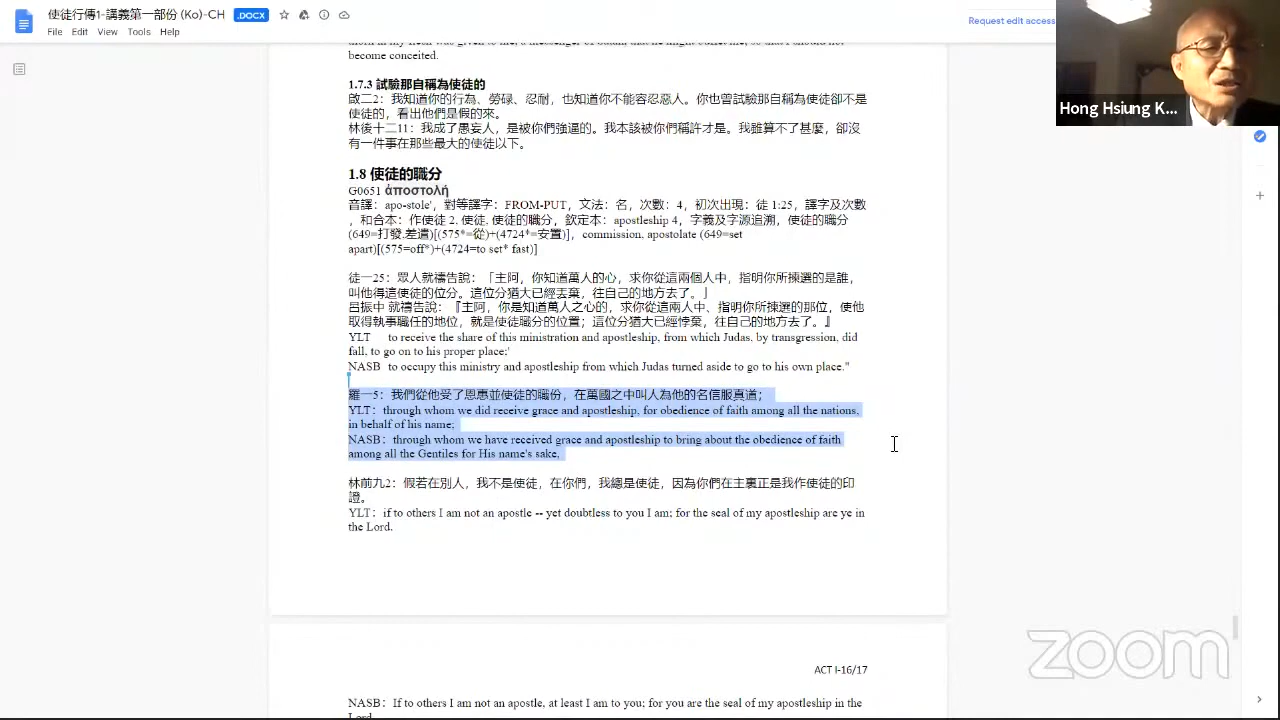 使徒行傳1-講義第一部份 (Ko)-CH
.DOCX
File Edit View Tools Help
Request edit access
Hong Hsiung K...
become conceited.
1.7.3 試驗那自稱為使徒的
啟二2：我知道你的行為、勞碌、忍耐，也知道你不能容忍惡人。你也曾試驗那自稱為使徒卻不是
使徒的，看出他們是假的來。
林後十二11：我成了愚妄人，是被你們強逼的。我本該被你們稱許才是。我雖算不了甚麼，卻沒
有一件事在那些最大的使徒以下。
1.8 使徒的職分
G0651 ἀποστολή
音譯：apo-stole'，對等譯字：FROM-PUT，文法：名，次數：4，初次出現：徒 1:25，譯字及次數
，和合本：作使徒 2, 使徒, 使徒的職分，欽定本：apostleship 4，字義及字源追溯，使徒的職分
(649=打發,差遣)[(575*=從)+(4724*=安置)]，commission, apostolate (649=set
apart)[(575=off*)+(4724=to set* fast)]
徒一25：眾人就禱告說：「主阿，你知道萬人的心，求你從這兩個人中，指明你所揀選的是誰，
叫他得這使徒的位分。這位分猶大已經丟棄，往自己的地方去了。」
呂振中 就禱告說：『主阿，你是知道萬人之心的，求你從這兩人中、指明你所揀選的那位，使他
取得執事職任的地位，就是使徒職分的位置；這位分猶大已經悖棄，往自己的地方去了。』
YLT to receive the share of this ministration and apostleship, from which Judas, by transgression, did
fall, to go on to his proper place;'
NASB to occupy this ministry and apostleship from which Judas turned aside to go to his own place."
羅一5：我們從他受了恩惠並使徒的職份，在萬國之中叫人為他的名信服真道；
YLT：through whom we did receive grace and apostleship, for obedience of faith among all the nations,
in behalf of his name;
NASB：through whom we have received grace and apostleship to bring about the obedience of faith
among all the Gentiles for His name's sake,
林前九2：假若在別人，我不是使徒，在你們，我總是使徒，因為你們在主裏正是我作使徒的印
證。
YLT：if to others I am not an apostle -- yet doubtless to you I am; for the seal of my apostleship are ye in
the Lord.
zoom
ACT I-16/17
NASB：If to others I am not an apostle, at least I am to you; for you are the seal of my apostleship in the
Lord